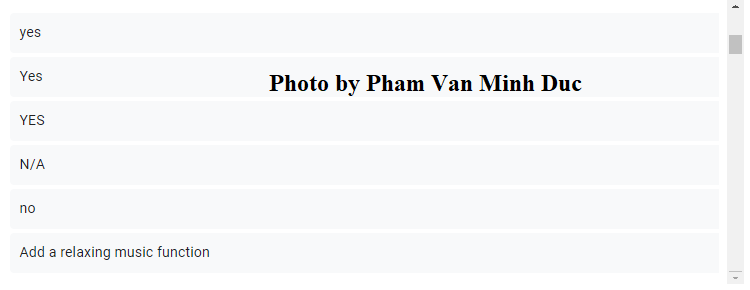 yes
Yes
Photo by Pham Van Minh Duc
YES
N/A
no
Add a relaxing music function